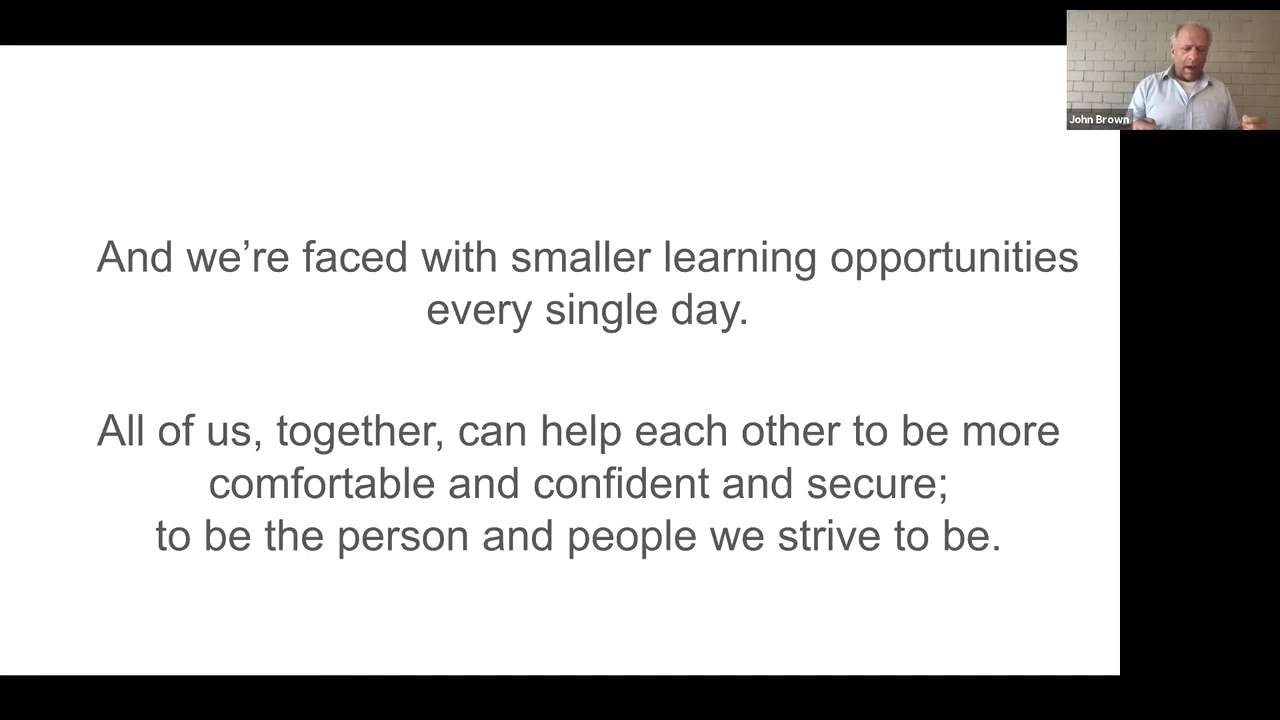 John Brown
And we’re faced with smaller learning opportunities
every single day.
All of us, together, can help each other to be more
comfortable and confident and secure;
to be the person and people we strive to be.